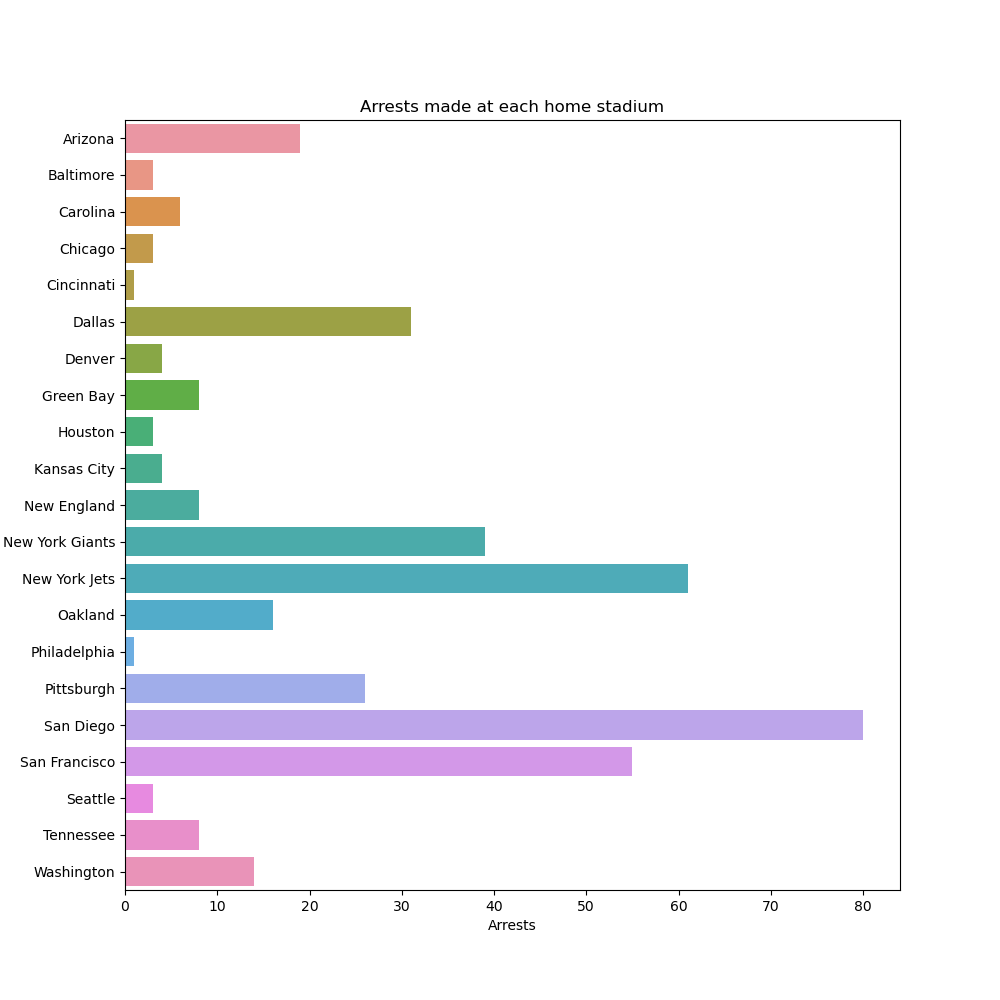 Arrests made at each home stadium
Arizona
Baltimore
Carolina
Chicago
Cincinnati
Dallas
Denver
Green Bay
Houston
Kansas City
New England
New York Giants
New York Jets
Oakland
Philadelphia
Pittsburgh
San Diego
San Francisco
Seattle
Tennessee
Washington
0 10 20 30 40 50 60 70 80
Arrests